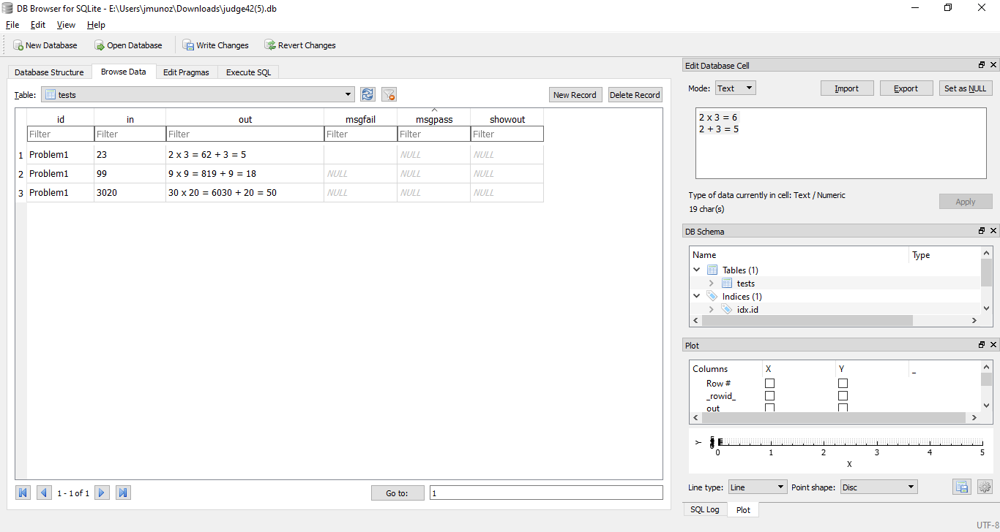 DB Browser for SQLite - E:\Users\jmunoz\Downloads\judge42(5).db
File Edit View Help
New Database Open Database Write Changes Revert Changes
Database Structure Browse Data Edit Pragmas Execute SQL
Table: tests New Record Delete Record
id in out msgfail msgpass showout
Filter Filter Filter Filter Filter Filter
1 Problem1 23 2 x 3 = 62 + 3 = 5 NULL NULL
2 Problem1 99 9 x 9 = 819 + 9 = 18 NULL NULL NULL
3 Problem1 3020 30 x 20 = 6030 + 20 = 50 NULL NULL NULL
1 - 1 of 1 Go to: 1
Edit Database Cell
Mode: Text Import Export Set as NULL
2 x 3 = 6
2 + 3 = 5
Type of data currently in cell: Text / Numeric
19 char(s)
Apply
DB Schema
Name Type
Tables (1)
tests
Indices (1)
idx.id
Plot
Columns X Y _
Row #
_rowid_
out
Y
0 1 2 3 4 5
X
Line type: Line Point shape: Disc
SQL Log Plot
UTF-8